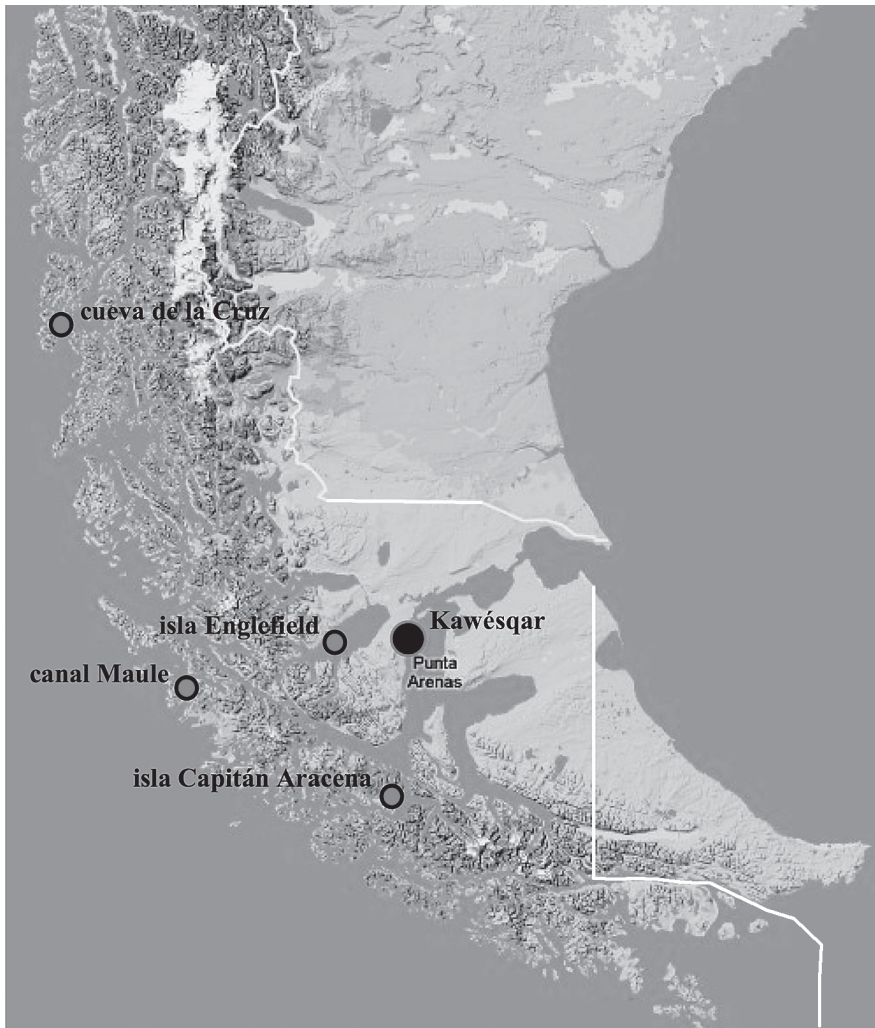 cueva de la Cruz
isla Englefield
Kawésqar
Punta
Arenas
canal Maule
isla Capitán Aracena